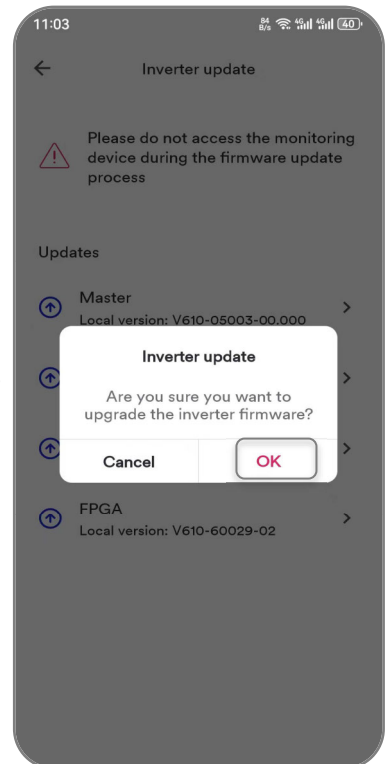 11:03
84 B/s 4G 4G 40
Inverter update
Please do not access the monitoring
device during the firmware update
process
Updates
Master
Local version: V610-05003-00.000
Inverter update
Are you sure you want to
upgrade the inverter firmware?
Cancel OK
FPGA
Local version: V610-60029-02